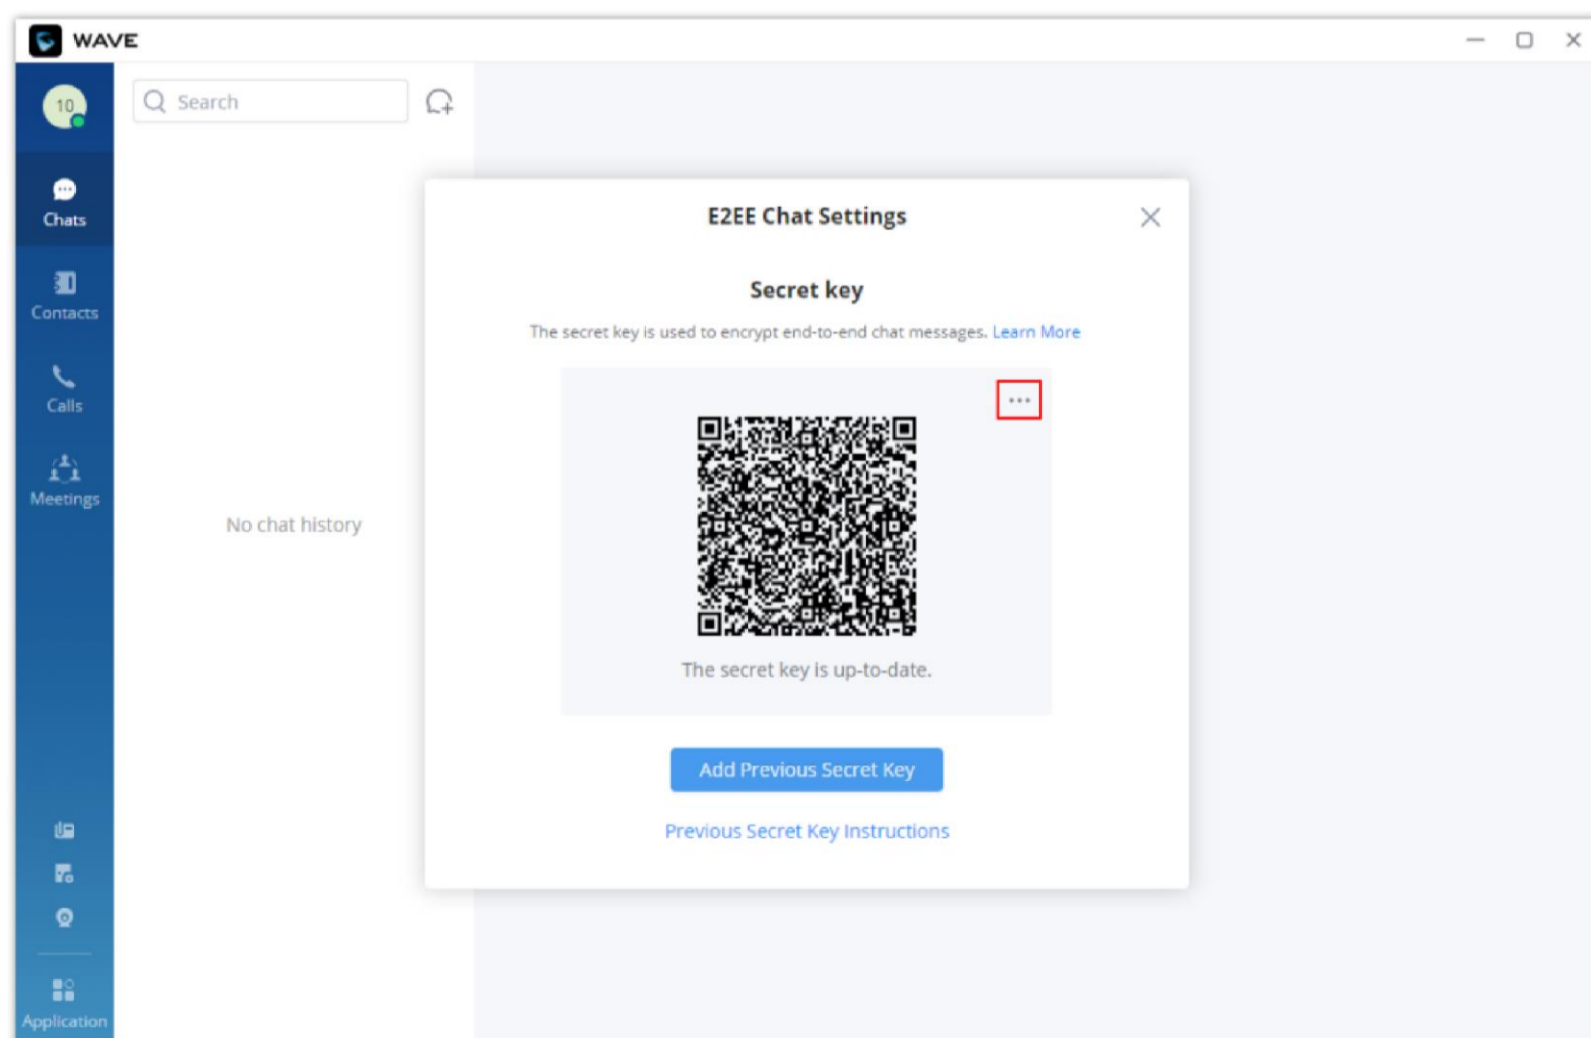 WAVE
10
Search
Chats
Contacts
Calls
Meetings
No chat history
E2EE Chat Settings
Secret key
The secret key is used to encrypt end-to-end chat messages. Learn More
The secret key is up-to-date.
Add Previous Secret Key
Previous Secret Key Instructions
Application